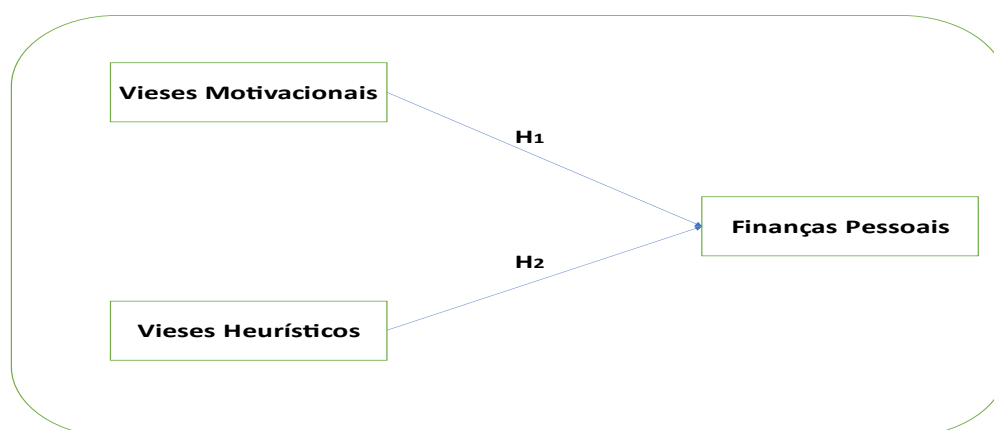 Vieses Motivacionais
H1
Finanças Pessoais
H2
Vieses Heurísticos